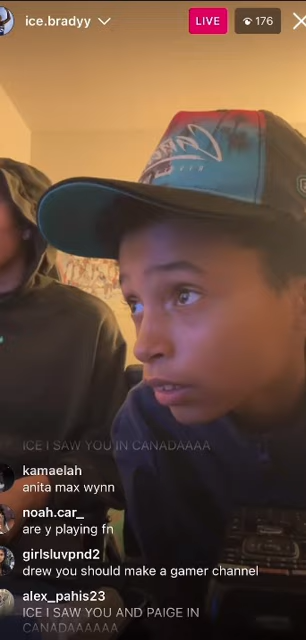 ice.bradyy
LIVE
176
ICE I SAW YOU IN CANADAAAA
kamaelah
anita max wynn
noah.car_
are y playing fn
girlsluvpnd2
drew you should make a gamer channel
alex_pahis23
ICE I SAW YOU AND PAIGE IN
CANADAAAAAA